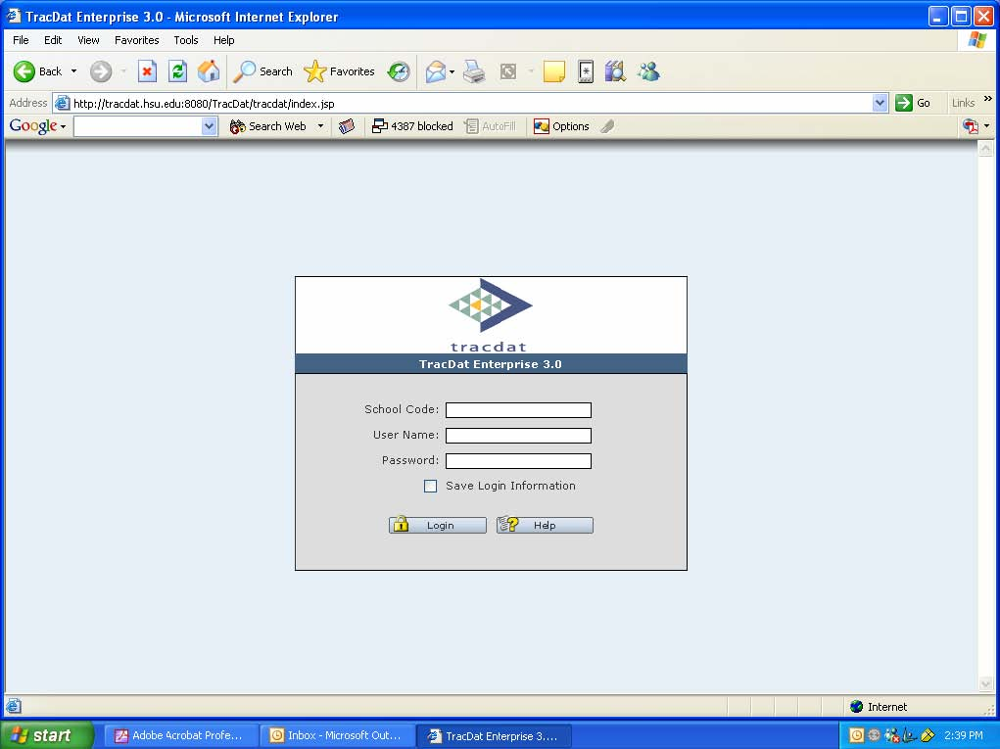 TracDat Enterprise 3.0 - Microsoft Internet Explorer
File Edit View Favorites Tools Help
Back Search Favorites
Address http://tracdat.hsu.edu:8080/TracDat/tracdat/index.jsp Go Links »
Google Search Web 4387 blocked AutoFill Options
tracdat
TracDat Enterprise 3.0
School Code:
User Name:
Password:
Save Login Information
Login Help
Internet
start Adobe Acrobat Profe... Inbox - Microsoft Out... TracDat Enterprise 3.... 2:39 PM